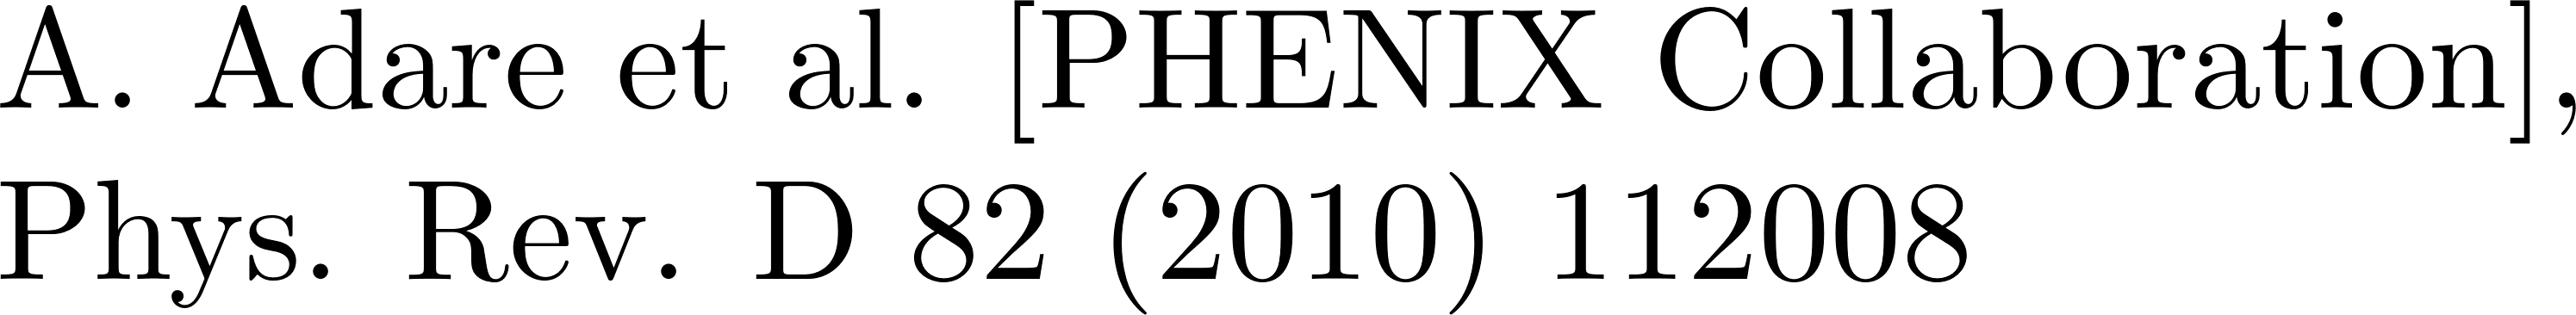 A. Adare et al. [PHENIX Collaboration],
Phys. Rev. D 82 (2010) 112008